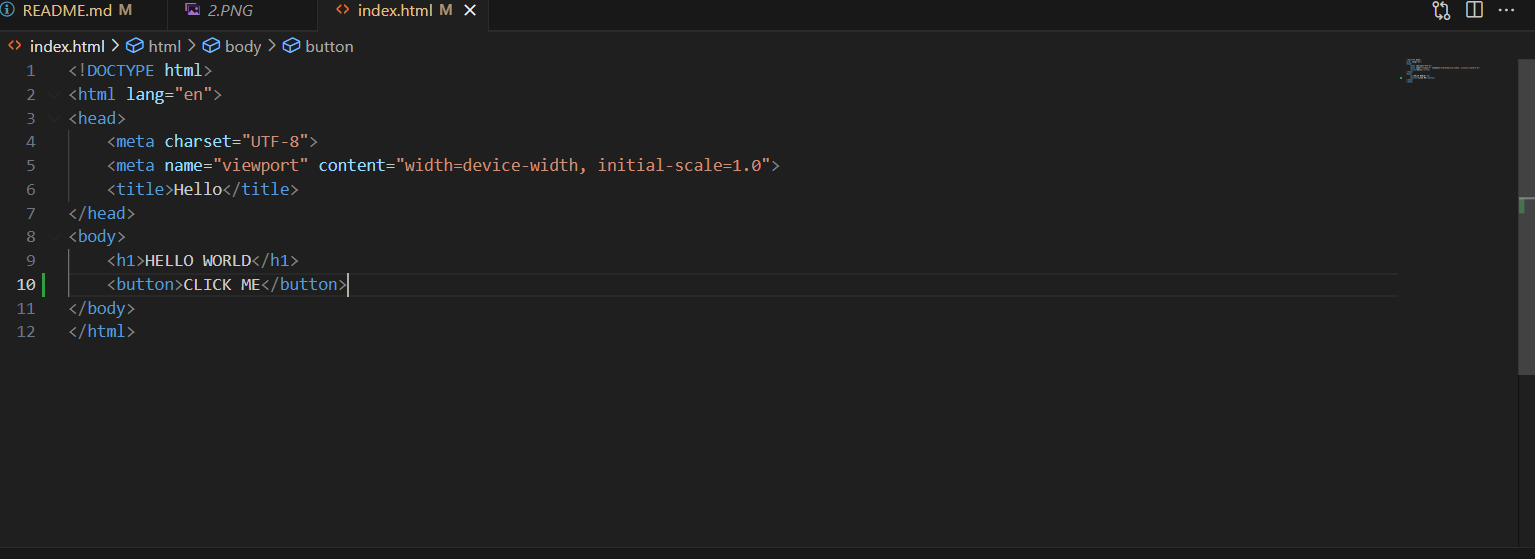 README.md M 2.PNG index.html M
index.html > html > body > button
1 <!DOCTYPE html>
2 <html lang="en">
3 <head>
4     <meta charset="UTF-8">
5     <meta name="viewport" content="width=device-width, initial-scale=1.0">
6     <title>Hello</title>
7 </head>
8 <body>
9     <h1>HELLO WORLD</h1>
10     <button>CLICK ME</button>
11 </body>
12 </html>